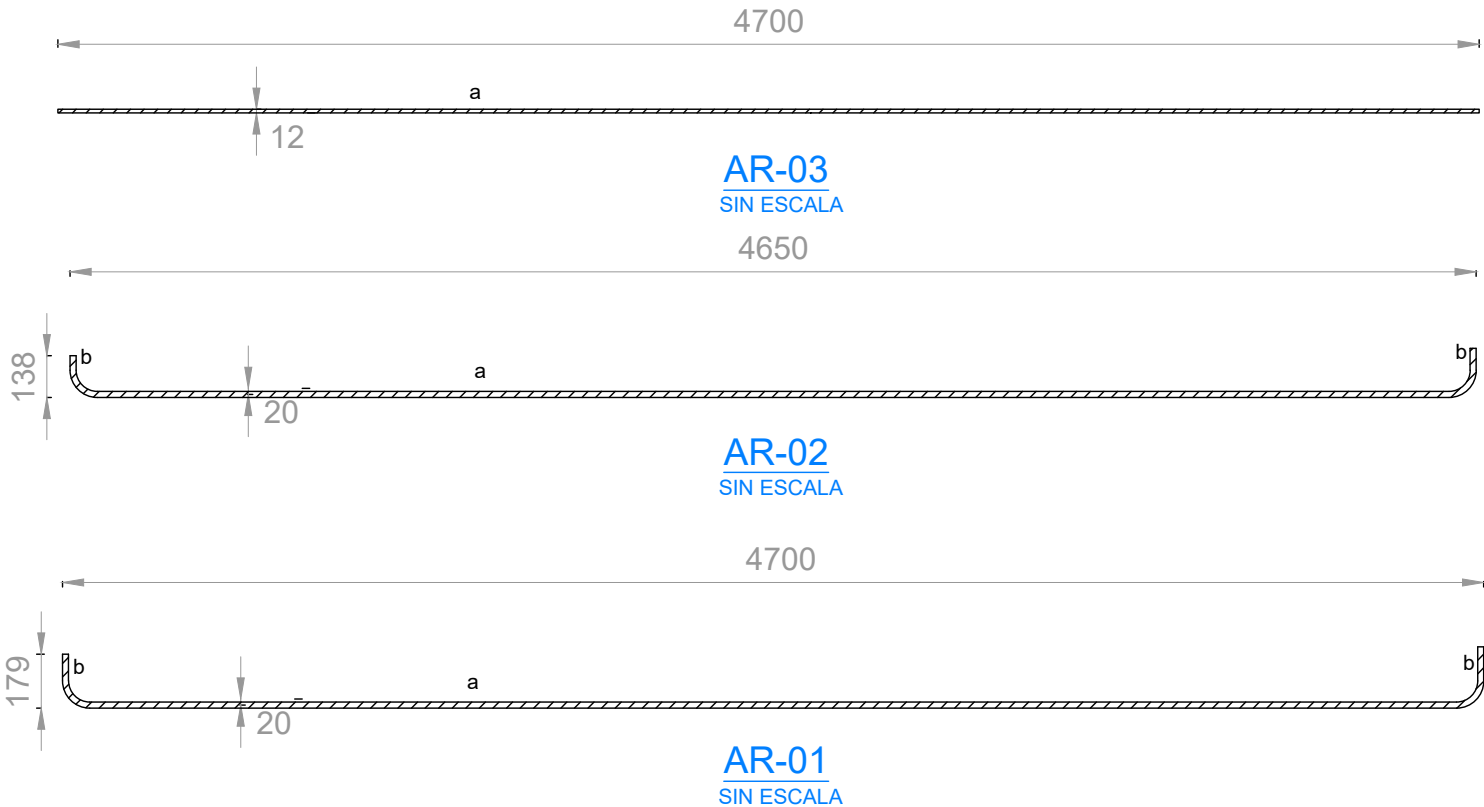 4700
a
12
AR-03
SIN ESCALA
4650
138
b
a
b
20
AR-02
SIN ESCALA
4700
179
b
a
b
20
AR-01
SIN ESCALA